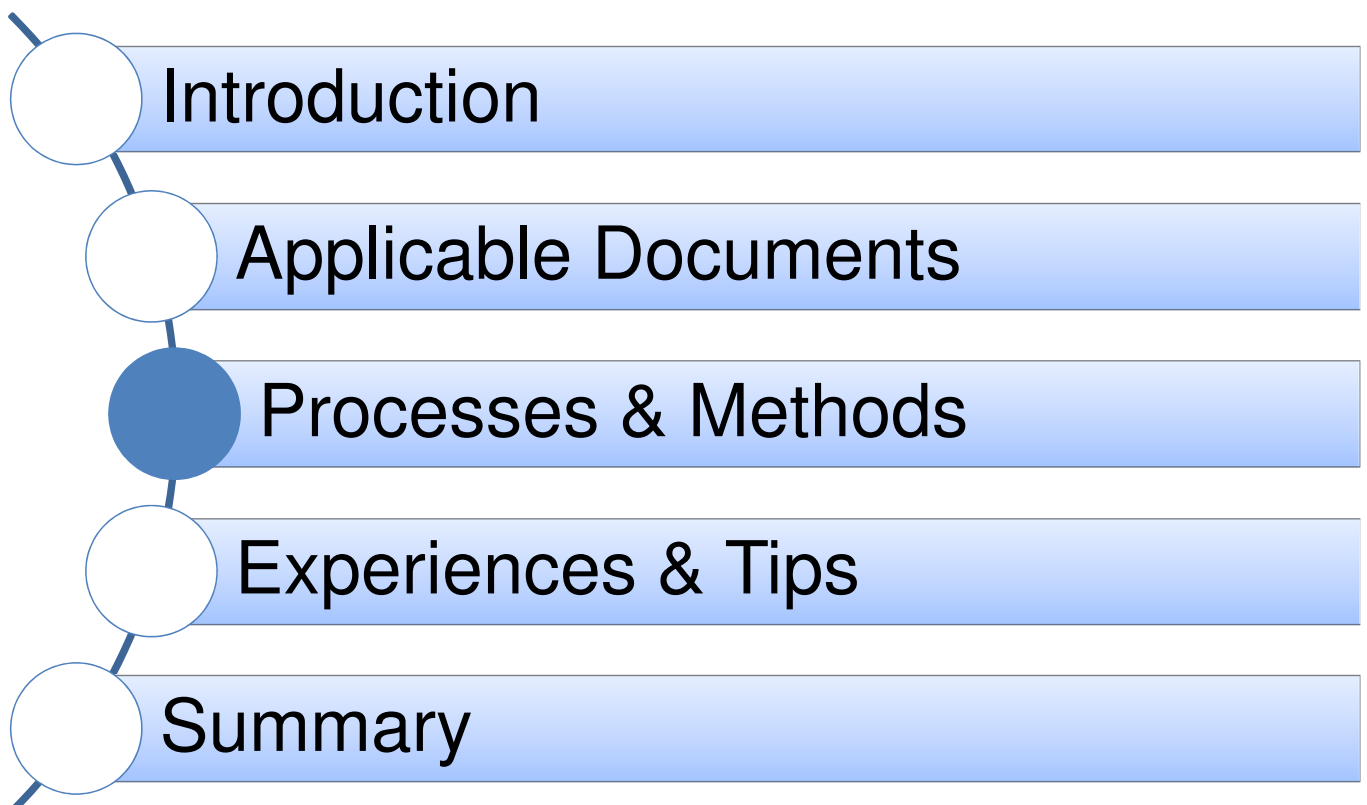 Introduction
Applicable Documents
Processes & Methods
Experiences & Tips
Summary